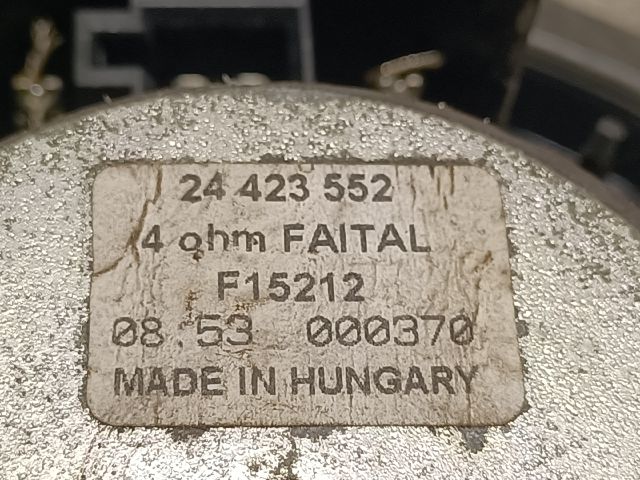 24 423 552
4 ohm FAITAL
F15212
08.53 000370
MADE IN HUNGARY